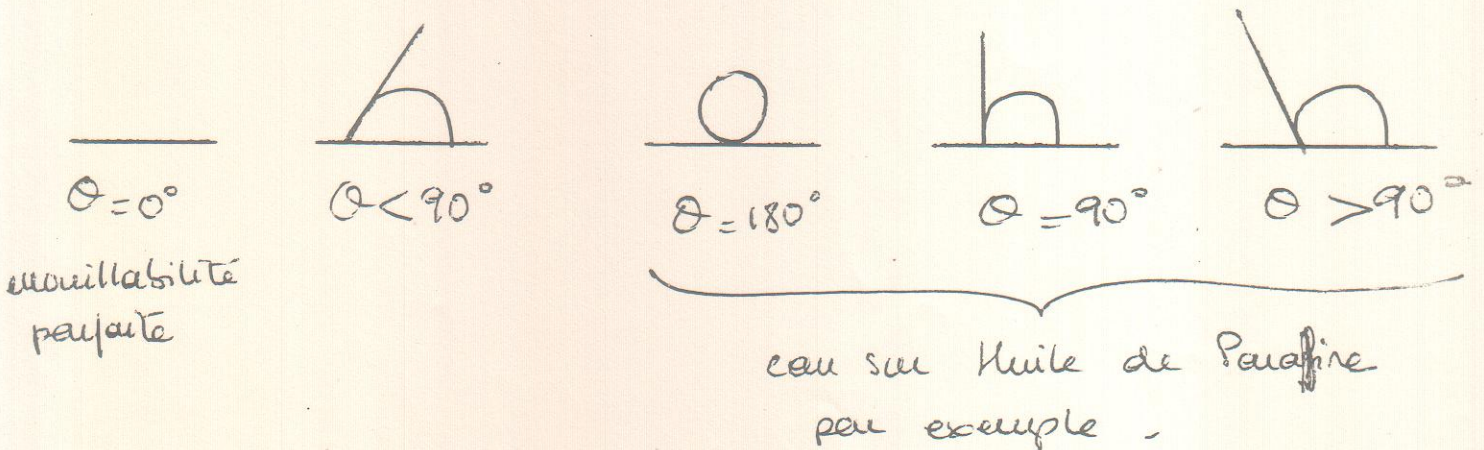 θ = 0°
θ < 90°
θ = 180°
θ = 90°
θ > 90°
mouillabilité
parfaite
eau sur Huile de Paraffine
par exemple.